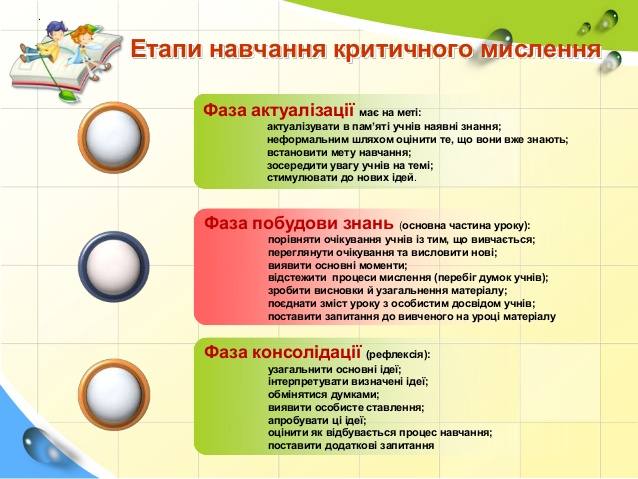 Етапи навчання критичного мислення
Фаза актуалізації має на меті:
актуалізувати в пам'яті учнів наявні знання;
неформальним шляхом оцінити те, що вони вже знають;
встановити мету навчання;
зосередити увагу учнів на темі;
стимулювати до нових ідей.
Фаза побудови знань (основна частина уроку):
порівняти очікування учнів із тим, що вивчається;
переглянути очікування та висловити нові;
виявити основні моменти;
відстежити процеси мислення (перебіг думок учнів);
зробити висновки й узагальнення матеріалу;
поєднати зміст уроку з особистим досвідом учнів;
поставити запитання до вивченого на уроці матеріалу
Фаза консолідації (рефлексія):
узагальнити основні ідеї;
інтерпретувати визначені ідеї;
обмінятися думками;
виявити особисте ставлення;
апробувати ці ідеї;
оцінити як відбувається процес навчання;
поставити додаткові запитання